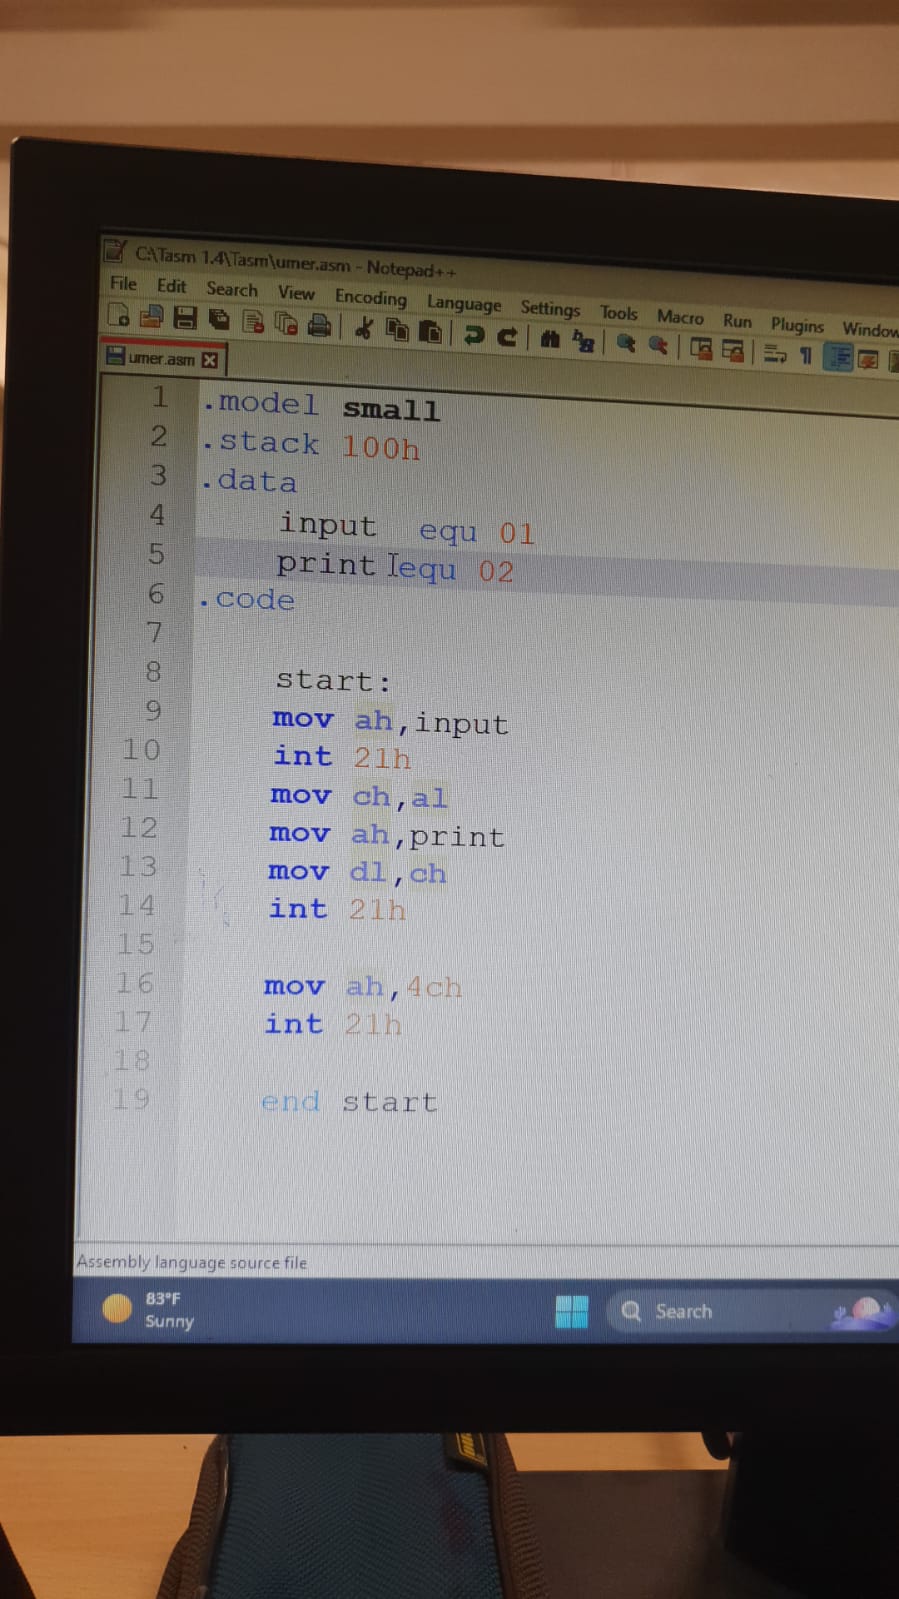 C:\Tasm 1.4\Tasm\umer.asm - Notepad++
File Edit Search View Encoding Language Settings Tools Macro Run Plugins Window
umer.asm
1 .model small
2 .stack 100h
3 .data
4 input equ 01
5 print equ 02
6 .code
7
8 start:
9 mov ah,input
10 int 21h
11 mov ch,al
12 mov ah,print
13 mov dl,ch
14 int 21h
15
16 mov ah,4ch
17 int 21h
18
19 end start
Assembly language source file
83°F
Sunny
Search